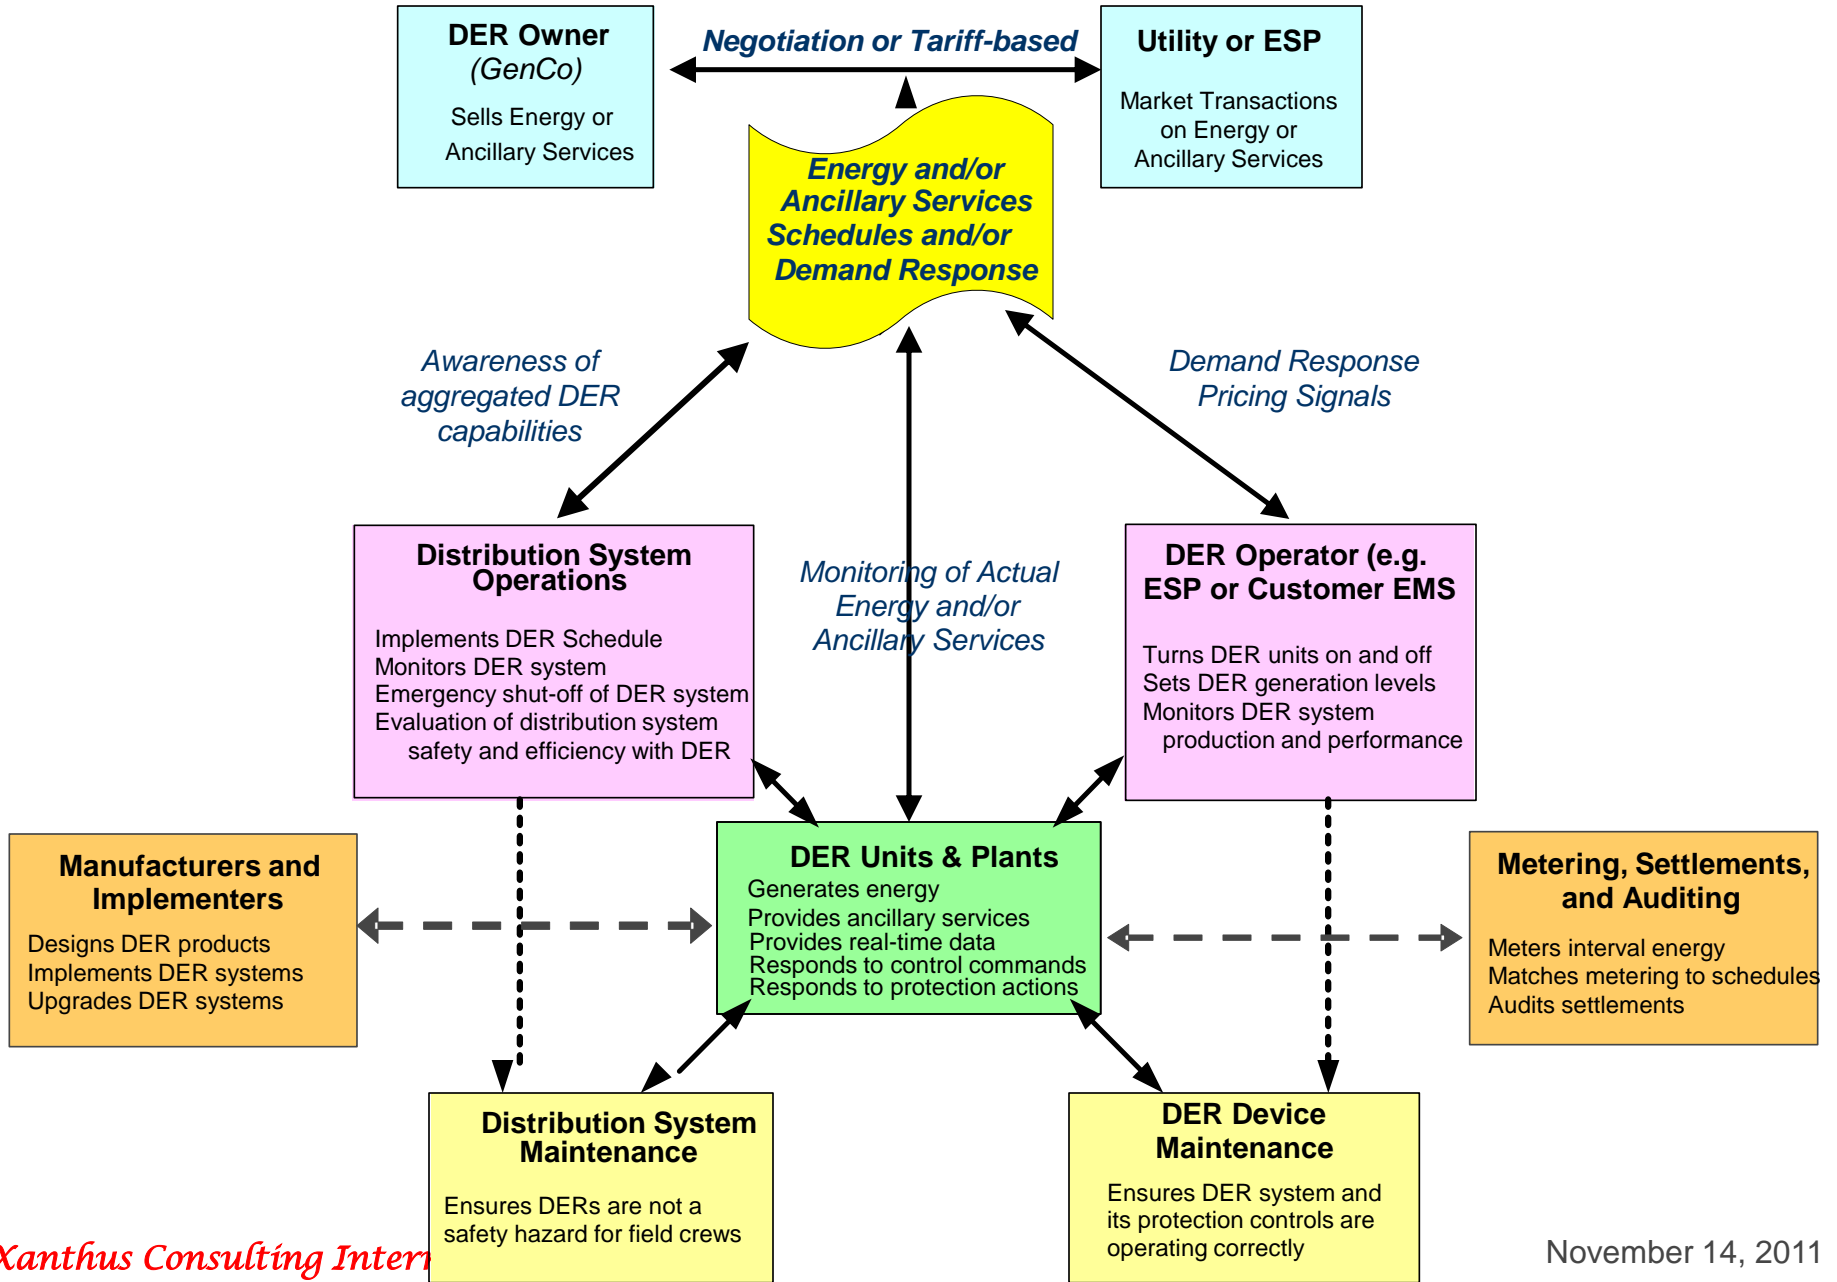 DER Owner
(GenCo)
Sells Energy or
Ancillary Services
Negotiation or Tariff-based
Utility or ESP
Market Transactions
on Energy or
Ancillary Services
Energy and/or
Ancillary Services
Schedules and/or
Demand Response
Awareness of
aggregated DER
capabilities
Demand Response
Pricing Signals
Distribution System
Operations
Implements DER Schedule
Monitors DER system
Emergency shut-off of DER system
Evaluation of distribution system
safety and efficiency with DER
Monitoring of Actual
Energy and/or
Ancillary Services
DER Operator (e.g.
ESP or Customer EMS
Turns DER units on and off
Sets DER generation levels
Monitors DER system
production and performance
Manufacturers and
Implementers
Designs DER products
Implements DER systems
Upgrades DER systems
DER Units & Plants
Generates energy
Provides ancillary services
Provides real-time data
Responds to control commands
Responds to protection actions
Metering, Settlements,
and Auditing
Meters interval energy
Matches metering to schedules
Audits settlements
Distribution System
Maintenance
Ensures DERs are not a
safety hazard for field crews
DER Device
Maintenance
Ensures DER system and
its protection controls are
operating correctly
Xanthus Consulting
November 14, 2011